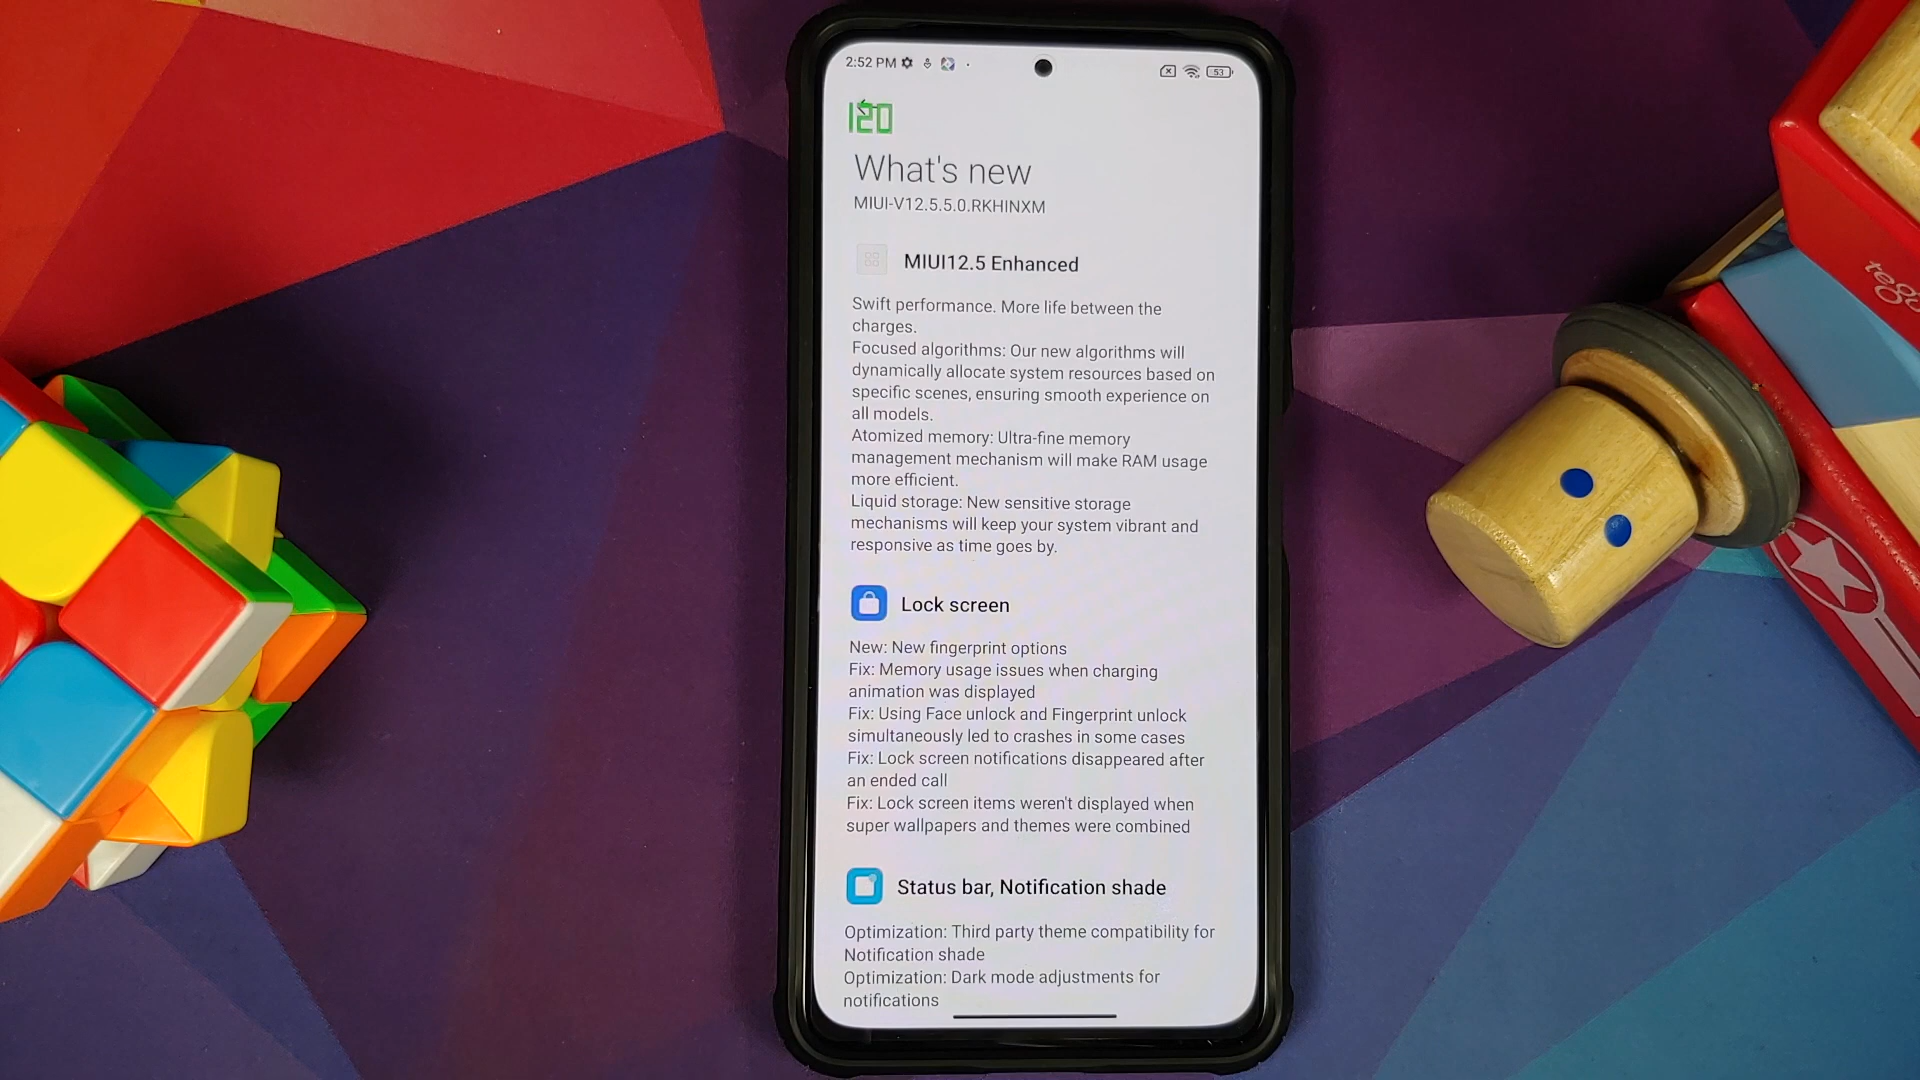 2:52 PM
53
120
What's new
MIUI-V12.5.5.0.RKHINXM
MIUI12.5 Enhanced
Swift performance. More life between the
charges.
Focused algorithms: Our new algorithms will
dynamically allocate system resources based on
specific scenes, ensuring smooth experience on
all models.
Atomized memory: Ultra-fine memory
management mechanism will make RAM usage
more efficient.
Liquid storage: New sensitive storage
mechanisms will keep your system vibrant and
responsive as time goes by.
Lock screen
New: New fingerprint options
Fix: Memory usage issues when charging
animation was displayed
Fix: Using Face unlock and Fingerprint unlock
simultaneously led to crashes in some cases
Fix: Lock screen notifications disappeared after
an ended call
Fix: Lock screen items weren't displayed when
super wallpapers and themes were combined
Status bar, Notification shade
Optimization: Third party theme compatibility for
Notification shade
Optimization: Dark mode adjustments for
notifications